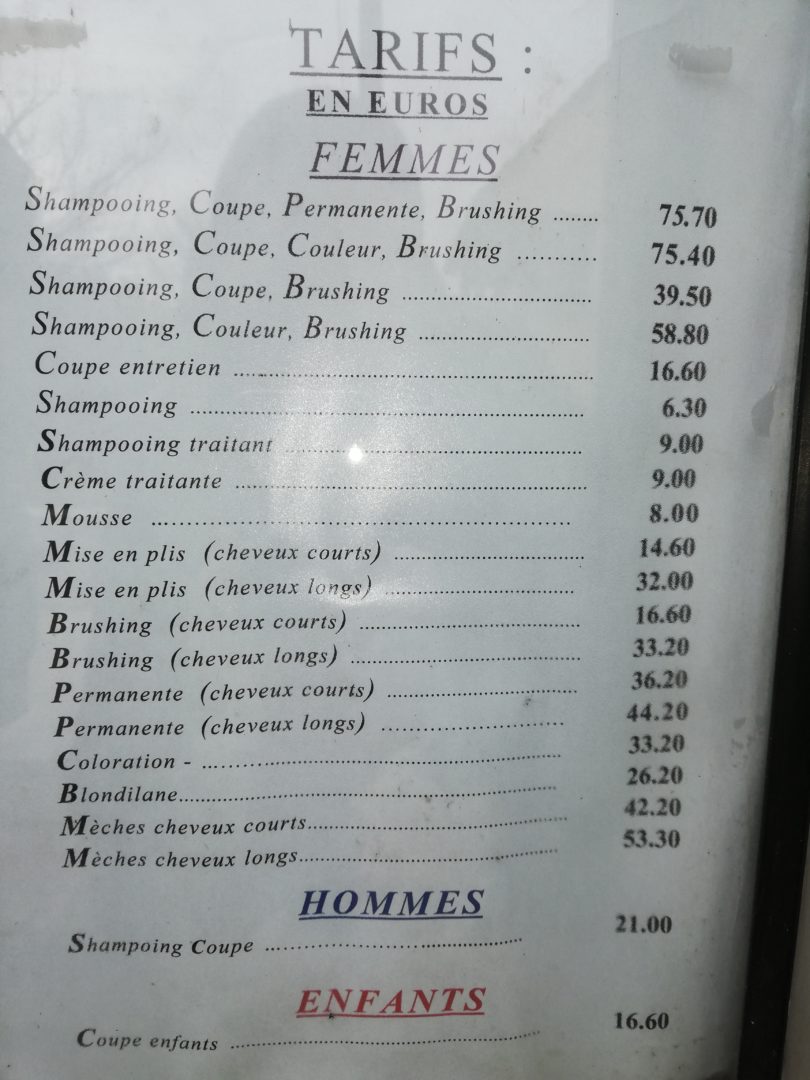 TARIFS :
EN EUROS
FEMMES
Shampooing, Coupe, Permanente, Brushing ........ 75.70
Shampooing, Coupe, Couleur, Brushing ........... 75.40
Shampooing, Coupe, Brushing ................................. 39.50
Shampooing, Couleur, Brushing ............................. 58.80
Coupe entretien ............................................................. 16.60
Shampooing .................................................................... 6.30
Shampooing traitant .................................................... 9.00
Crème traitante ............................................................. 9.00
Mousse ............................................... 8.00
Mise en plis (cheveux courts) ................................. 14.60
Mise en plis (cheveux longs) ................................. 32.00
Brushing (cheveux courts) ...................................... 16.60
Brushing (cheveux longs) ........................................ 33.20
Permanente (cheveux courts) ................................. 36.20
Permanente (cheveux longs) ............................... 44.20
Coloration - ............................................................. 33.20
Blondilane................................................................. 26.20
Mèches cheveux courts............................................. 42.20
Mèches cheveux longs............................................. 53.30
HOMMES
Shampoing Coupe ............................................. 21.00
ENFANTS
Coupe enfants ...................................................... 16.60